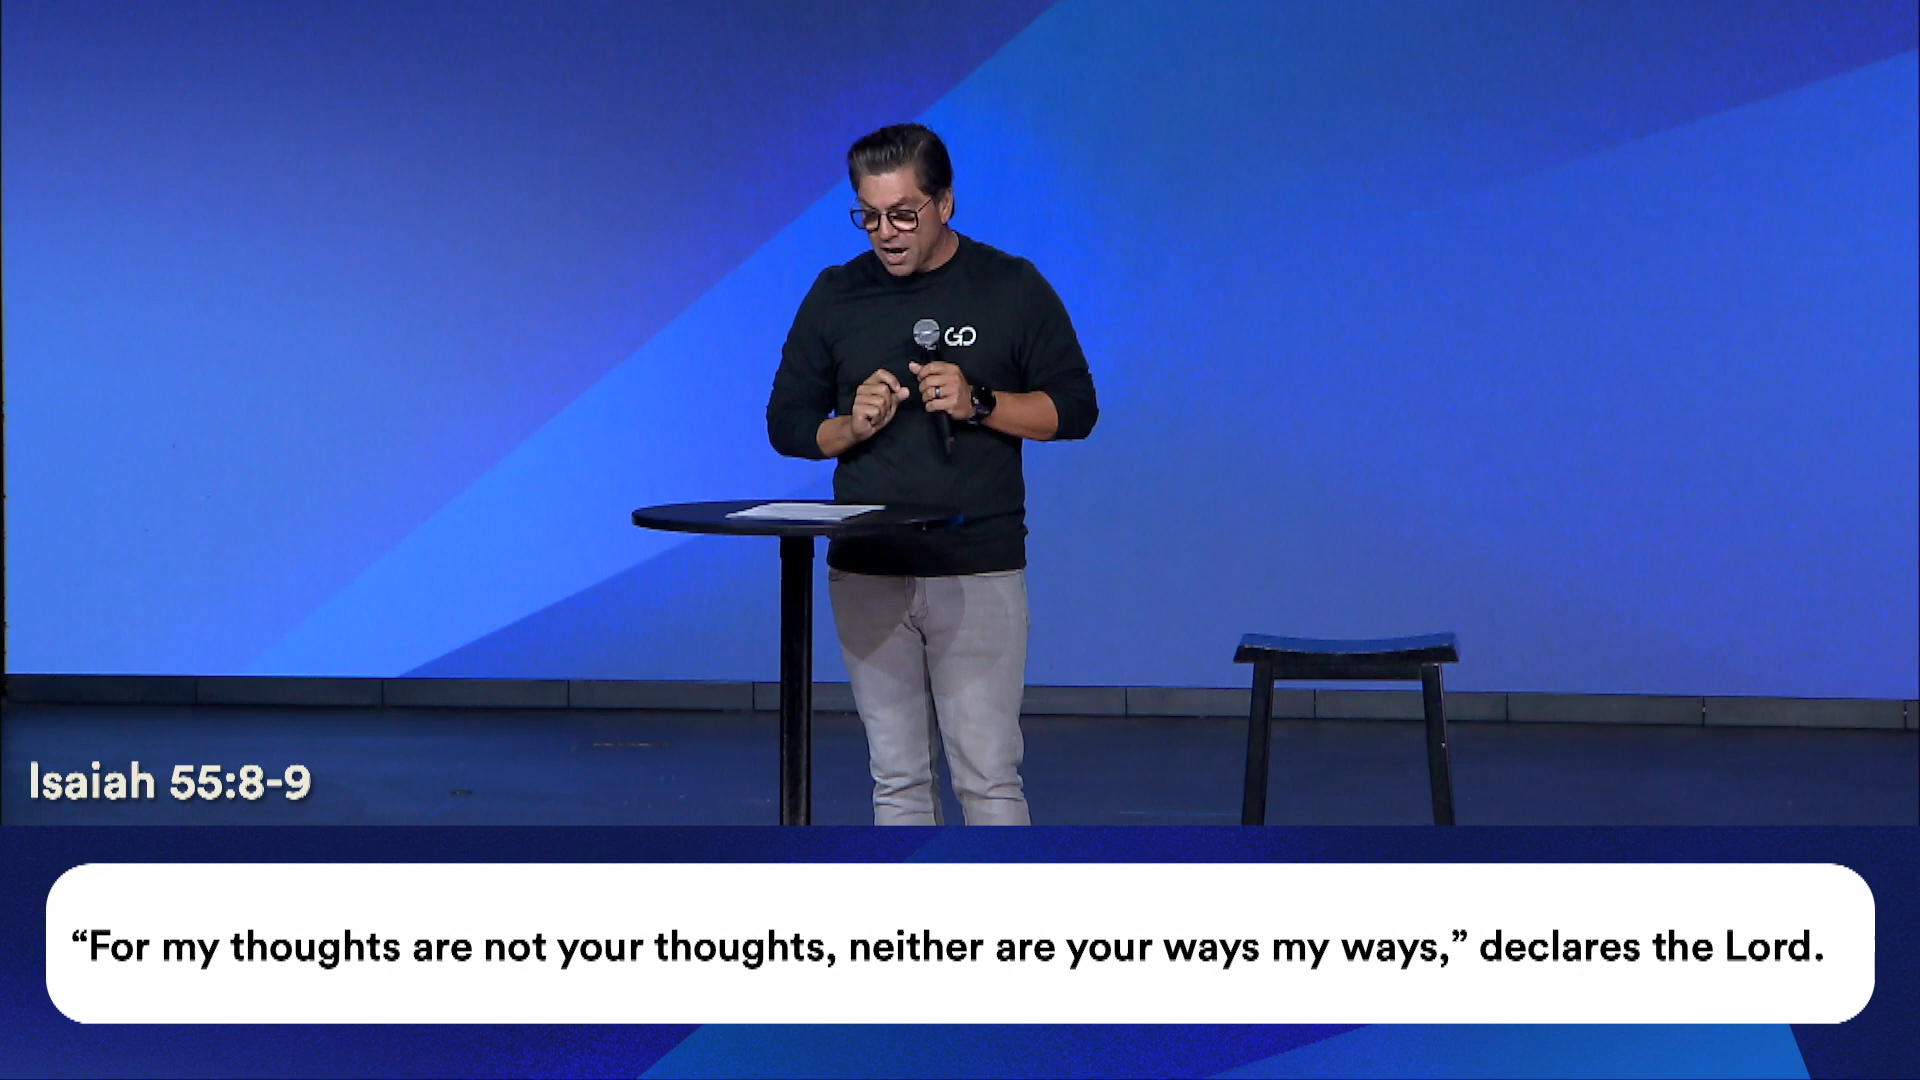 GO
Isaiah 55:8-9
“For my thoughts are not your thoughts, neither are your ways my ways,” declares the Lord.